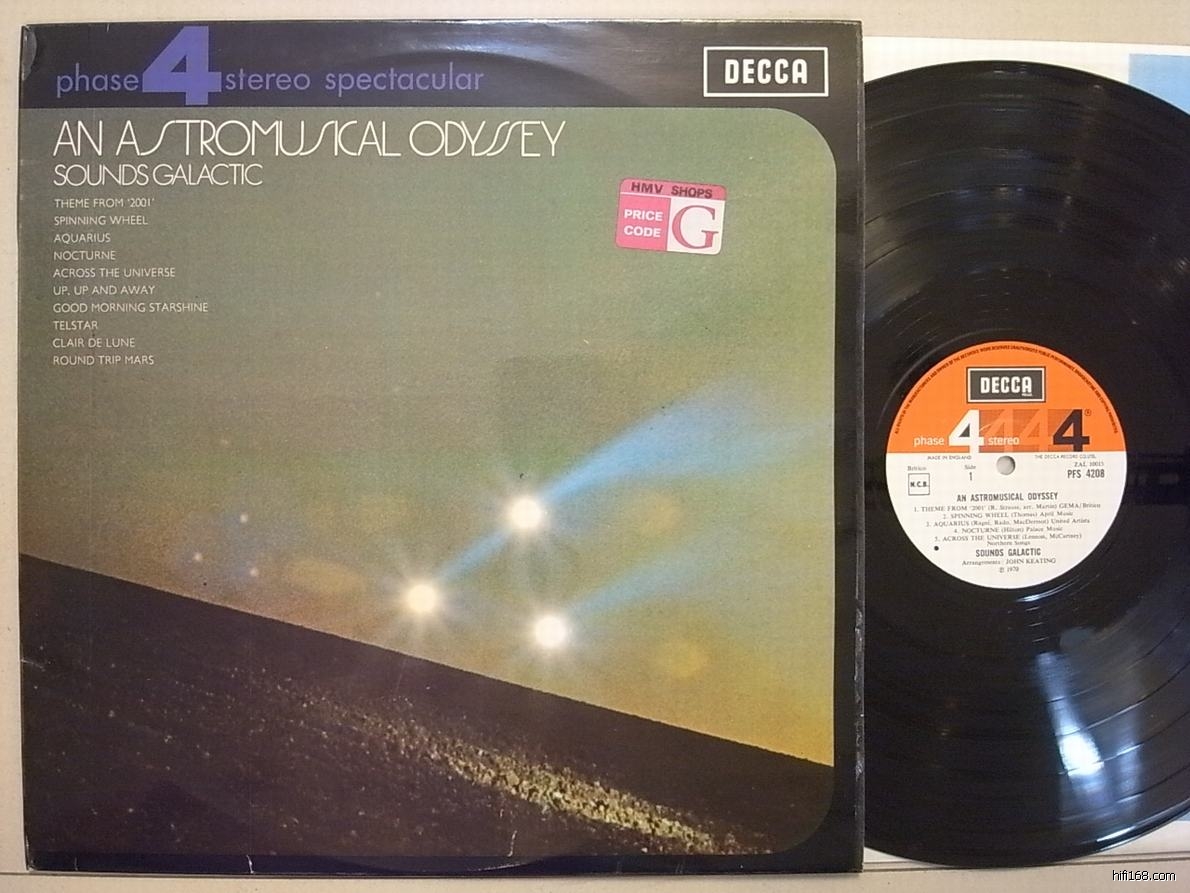 phase 4 stereo spectacular
DECCA
AN ASTROMUSICAL ODYSSEY
SOUNDS GALACTIC
THEME FROM '2001'
SPINNING WHEEL
AQUARIUS
NOCTURNE
ACROSS THE UNIVERSE
UP, UP AND AWAY
GOOD MORNING STARSHINE
TELSTAR
CLAIR DE LUNE
ROUND TRIP MARS
HMV SHOPS
PRICE
CODE
G
DECCA
phase 4 stereo 4 4 4 ®
MADE IN ENGLAND THE DECCA RECORD CO. LTD.
Britico Side ZAL 10015
N.C.B. 1 PFS 4208
AN ASTROMUSICAL ODYSSEY
1. THEME FROM '2001' (R. Strauss, arr. Martin) GEMA/Britico
2. SPINNING WHEEL (Thomas) April Music
3. AQUARIUS (Ragni, Rado, MacDermot) United Artists
4. NOCTURNE (Hilton) Palace Music
5. ACROSS THE UNIVERSE (Lennon, McCartney)
Northern Songs
SOUNDS GALACTIC
Arrangements: JOHN KEATING
℗ 1970
hifi168.com